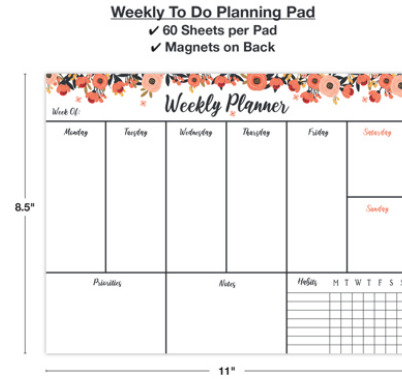 Weekly To Do Planning Pad
✓ 60 Sheets per Pad
✓ Magnets on Back
Week Of:
Weekly Planner
Monday Tuesday Wednesday Thursday Friday Saturday
Sunday
8.5"
Priorities Notes Habits M T W T F S S
11"